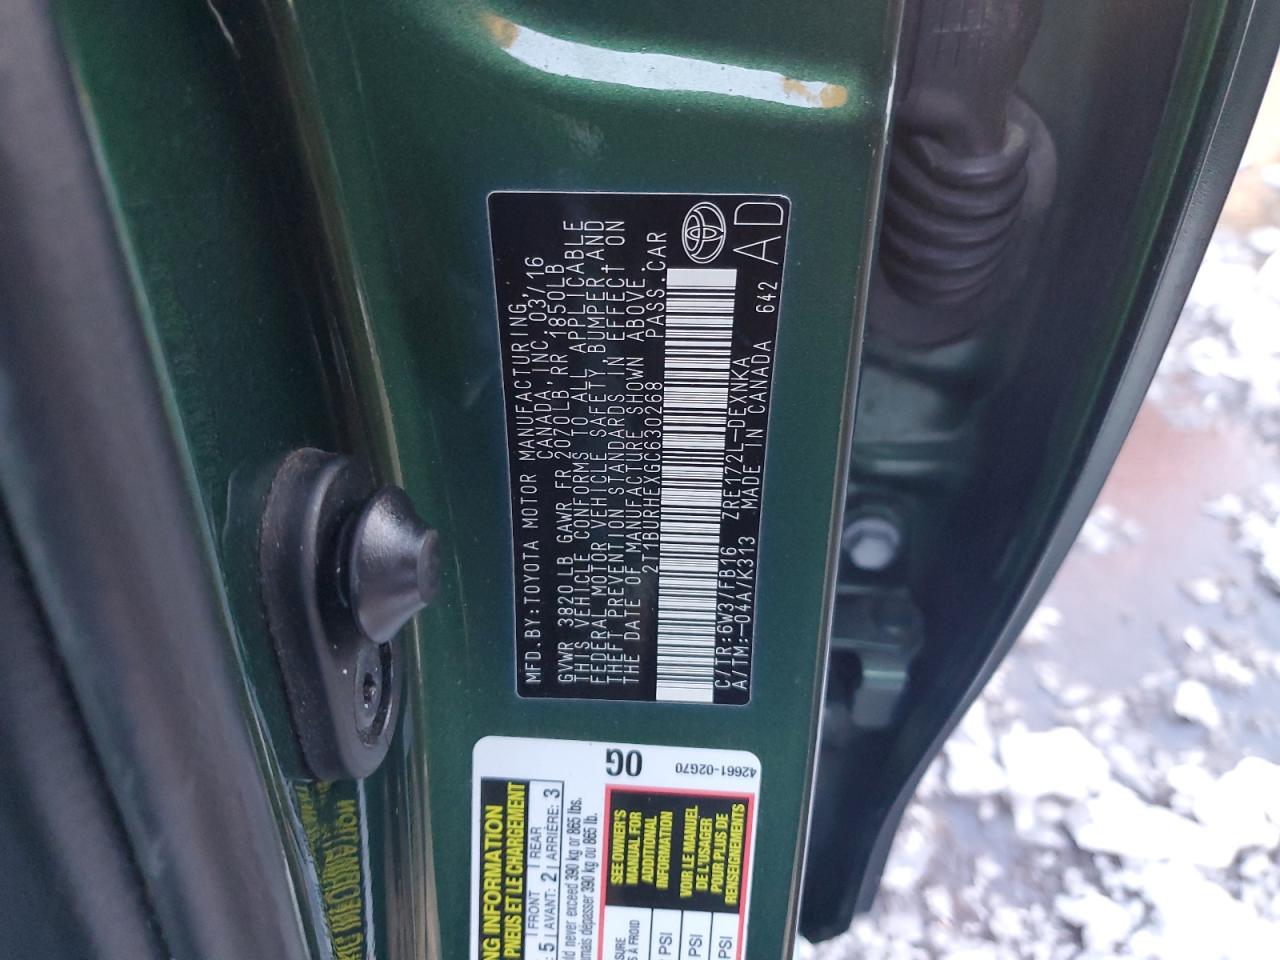 MFD.BY:TOYOTA MOTOR MANUFACTURING,
CANADA,INC.03/16
GVWR 3820LB GAWR FR 2070LB RR 1850LB
THIS VEHICLE CONFORMS TO ALL APPLICABLE
FEDERAL MOTOR VEHICLE SAFETY, BUMPER, AND
THEFT PREVENTION STANDARDS IN EFFECT ON
THE DATE OF MANUFACTURE SHOWN ABOVE.
2T1BURHEXGC630268 PASS.CAR
C/TR:6W3/FB16 ZRE172L-DEXNKA 642
A/TM:-04A/K313 MADE IN CANADA
AD
INFORMATION
PNEUS ET LE CHARGEMENT
5 FRONT REAR
AVANT: 2 ARRIÈRE: 3
never exceed 390 kg or 865 lbs.
dépasser 390 kg ou 865 lb.
0G
42661-02G70
SEE OWNER'S
MANUAL FOR
ADDITIONAL
INFORMATION
VOIR LE MANUEL
DE L'USAGER
POUR PLUS DE
RENSEIGNEMENTS
À FROID
PSI
PSI
PSI